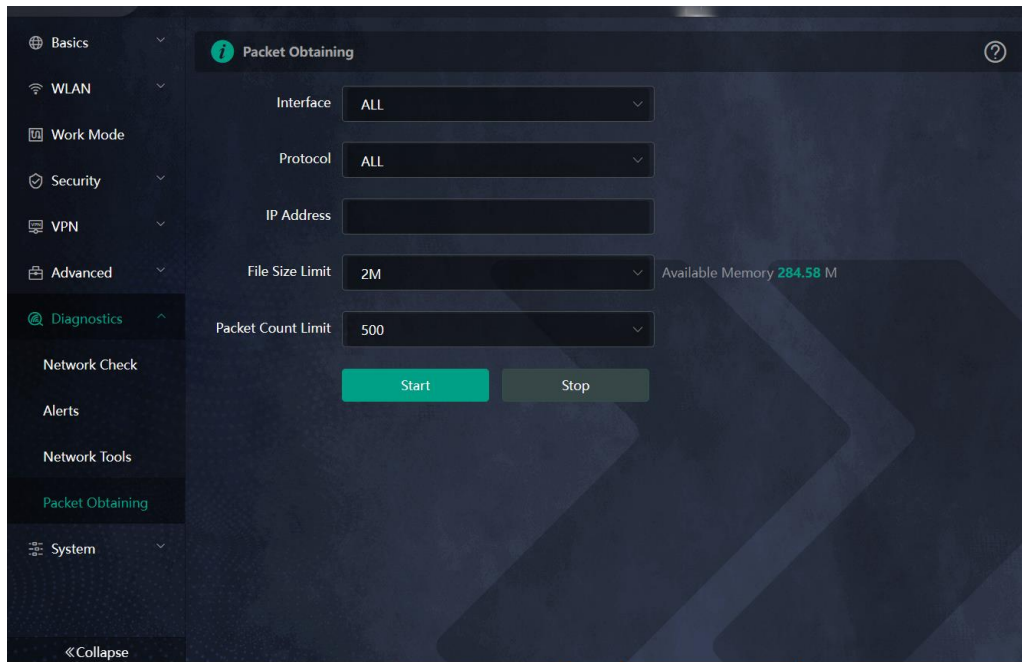 Basics
WLAN
Work Mode
Security
VPN
Advanced
Diagnostics
Network Check
Alerts
Network Tools
Packet Obtaining
System
«Collapse
i Packet Obtaining
?
Interface ALL
Protocol ALL
IP Address
File Size Limit 2M Available Memory 284.58 M
Packet Count Limit 500
Start Stop